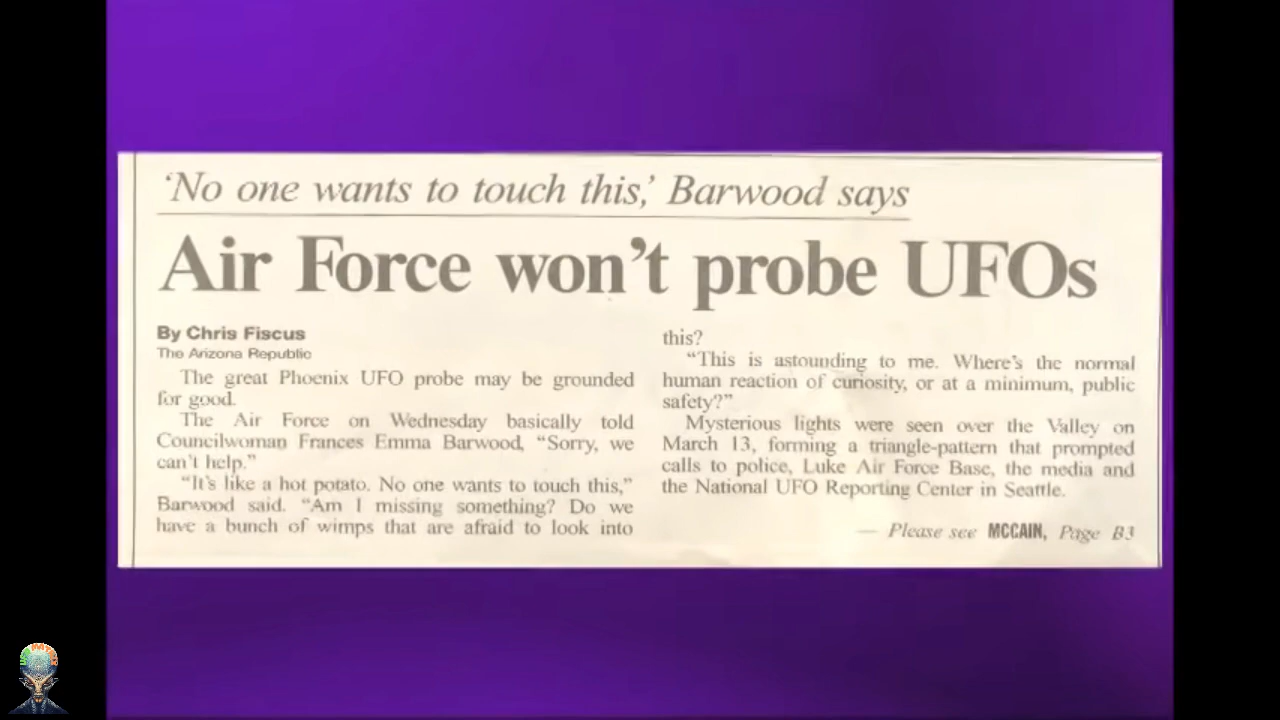 ‘No one wants to touch this,’ Barwood says
Air Force won’t probe UFOs
By Chris Fiscus
The Arizona Republic
The great Phoenix UFO probe may be grounded
for good.
The Air Force on Wednesday basically told
Councilwoman Frances Emma Barwood, “Sorry, we
can’t help.”
“It’s like a hot potato. No one wants to touch this,”
Barwood said. “Am I missing something? Do we
have a bunch of wimps that are afraid to look into
this?
“This is astounding to me. Where’s the normal
human reaction of curiosity, or at a minimum, public
safety?”
Mysterious lights were seen over the Valley on
March 13, forming a triangle-pattern that prompted
calls to police, Luke Air Force Base, the media and
the National UFO Reporting Center in Seattle.
— Please see MCCAIN, Page B3